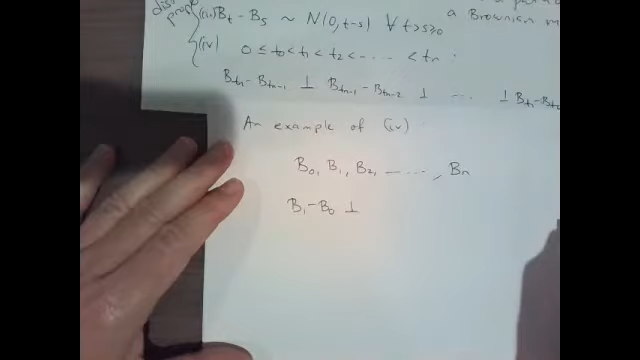 a Brownian m
(iii) B_t - B_s ~ N(0, t-s) ∀ t>s≥0
(iv) 0 ≤ t_0 < t_1 < t_2 < ---- < t_n :
B_{t_n} - B_{t_{n-1}} ⊥ B_{t_{n-1}} - B_{t_{n-2}} ⊥ ... ⊥ B_{t_1} - B_{t_0}
An example of (iv)
B_0, B_1, B_2, -- ..., B_n
B_1 - B_0 ⊥